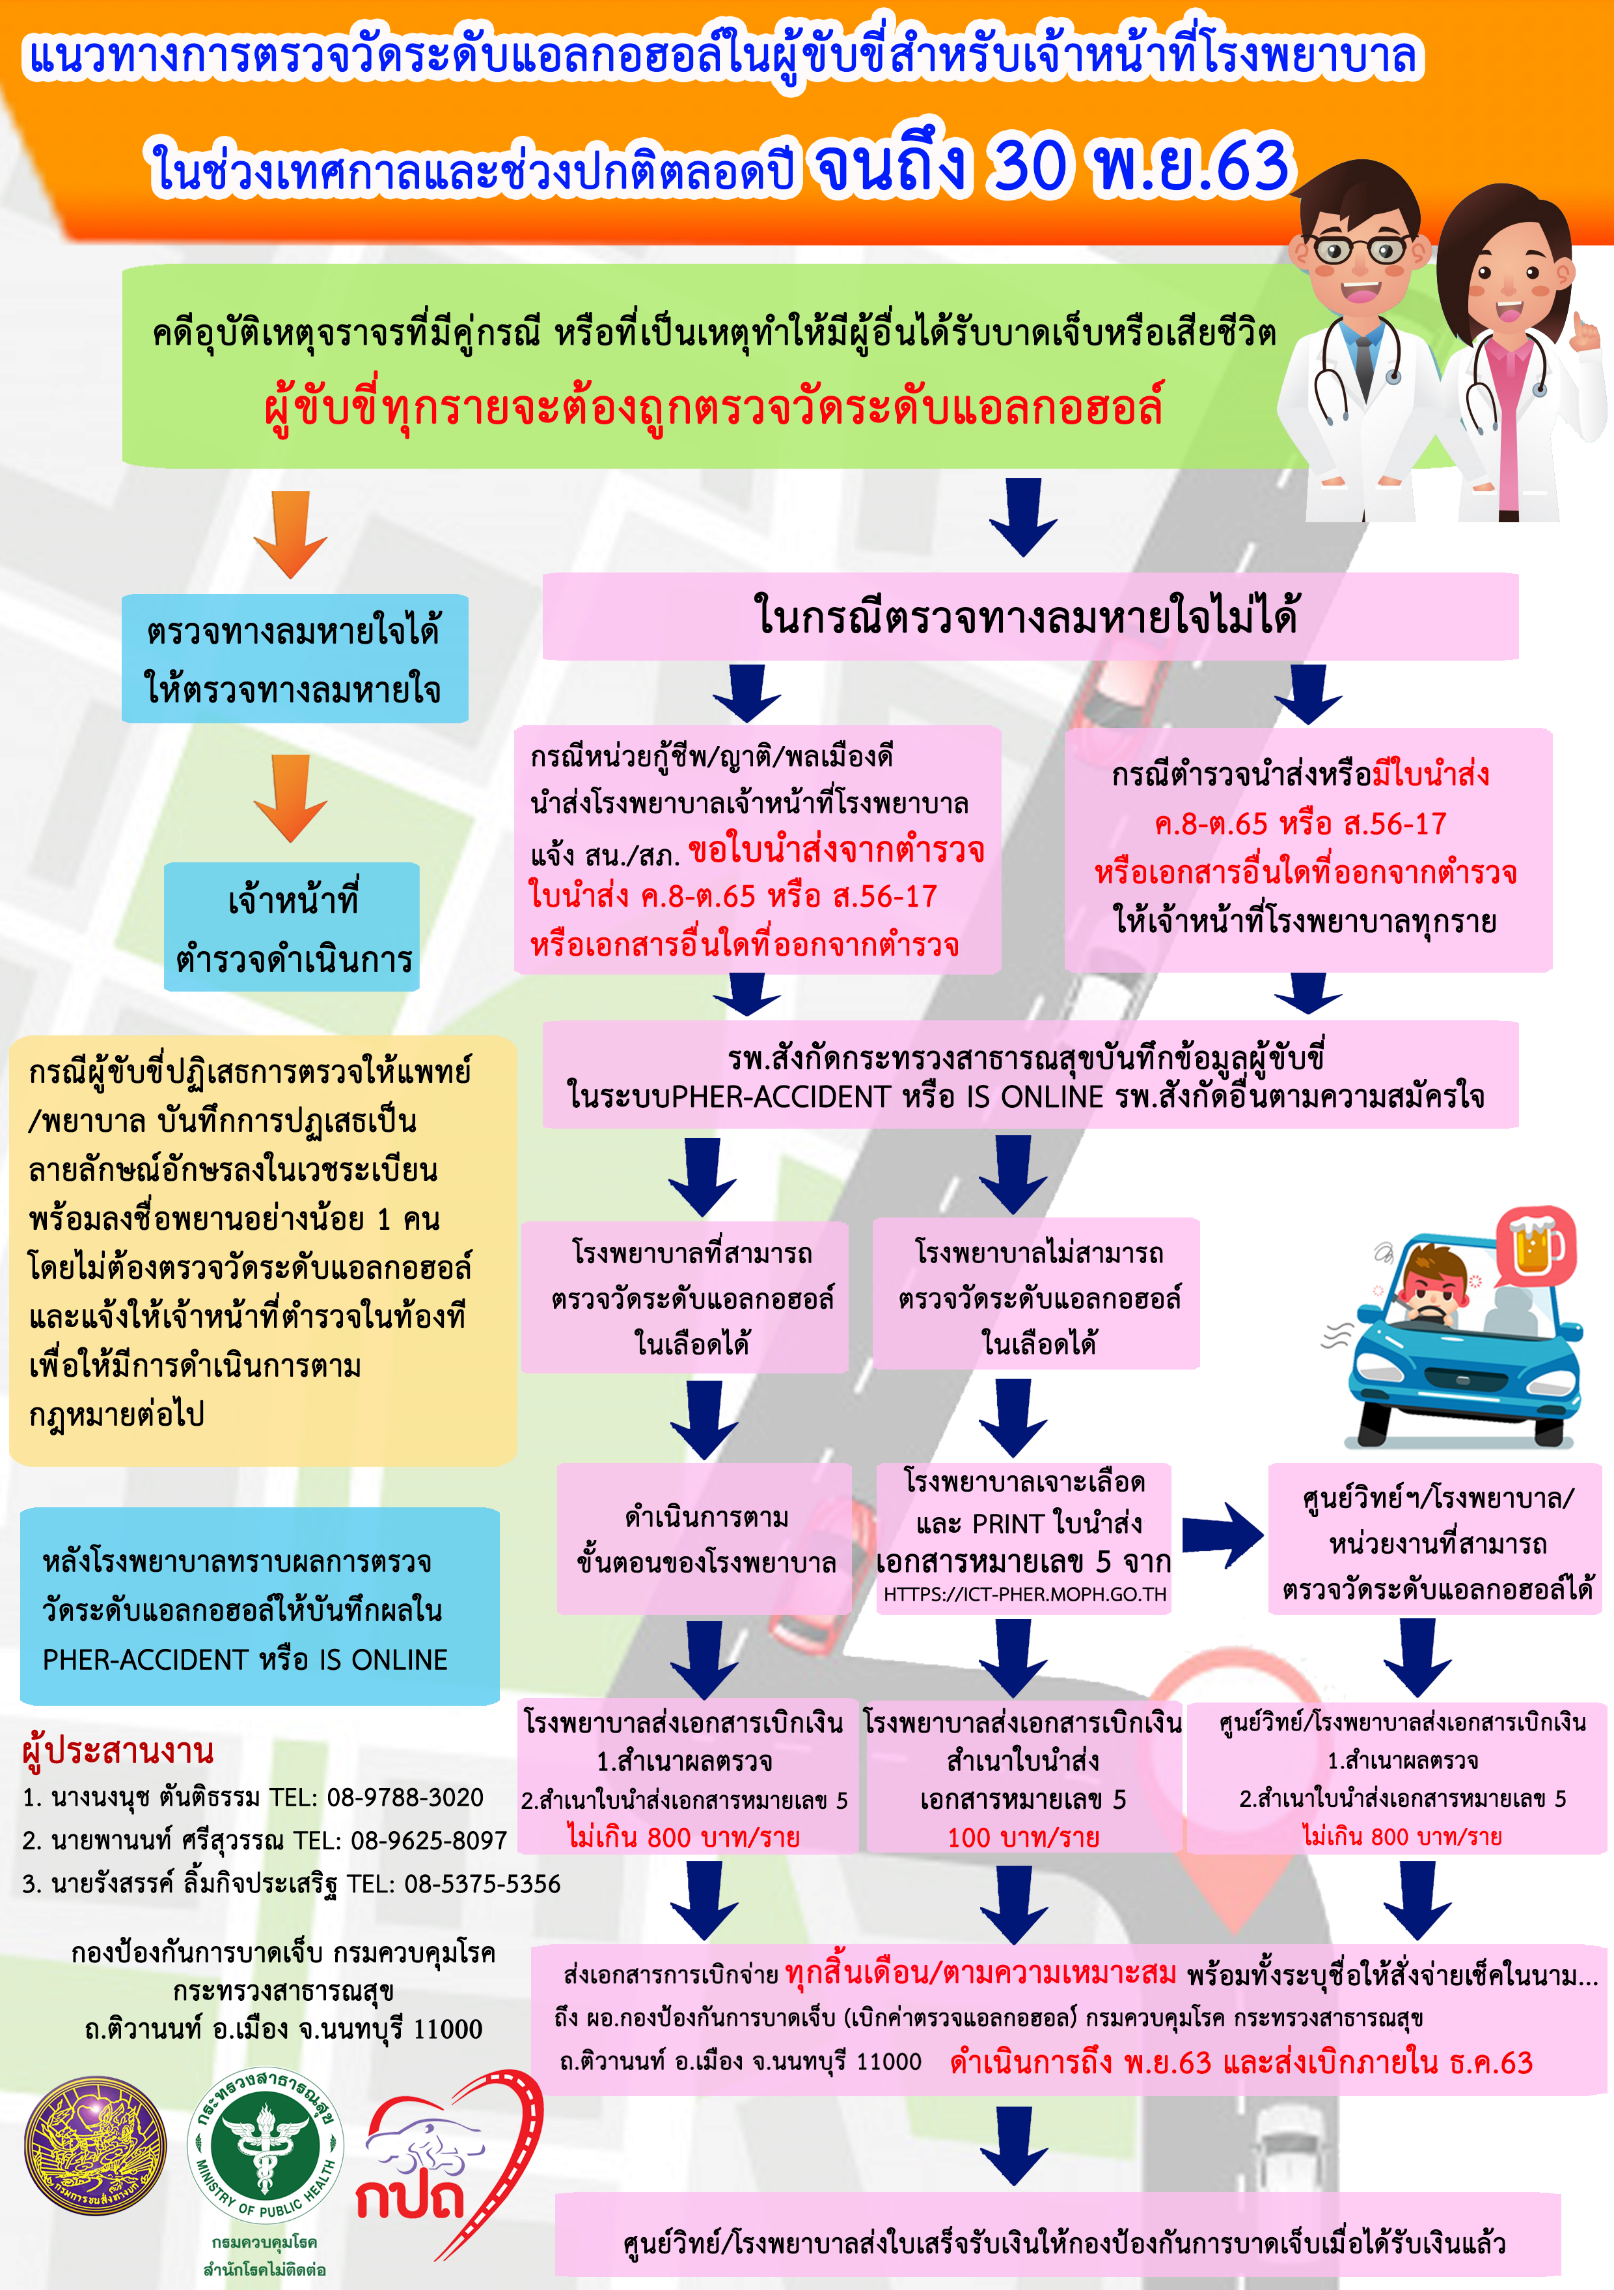 แนวทางการตรวจวัดระดับแอลกอฮอล์ในผู้ขับขี่สำหรับเจ้าหน้าที่โรงพยาบาล
ในช่วงเทศกาลและช่วงปกติตลอดปี จนถึง 30 พ.ย.63
คดีอุบัติเหตุจราจรที่มีคู่กรณี หรือที่เป็นเหตุทำให้มีผู้อื่นได้รับบาดเจ็บหรือเสียชีวิต
ผู้ขับขี่ทุกรายจะต้องถูกตรวจวัดระดับแอลกอฮอล์
ตรวจทางลมหายใจได้
ให้ตรวจทางลมหายใจ
เจ้าหน้าที่
ตำรวจดำเนินการ
ในกรณีตรวจทางลมหายใจไม่ได้
กรณีหน่วยกู้ชีพ/ญาติ/พลเมืองดี
นำส่งโรงพยาบาลเจ้าหน้าที่โรงพยาบาล
แจ้ง สน./สภ. ขอใบนำส่งจากตำรวจ
ใบนำส่ง ค.8-ต.65 หรือ ส.56-17
หรือเอกสารอื่นใดที่ออกจากตำรวจ
กรณีตำรวจนำส่งหรือมีใบนำส่ง
ค.8-ต.65 หรือ ส.56-17
หรือเอกสารอื่นใดที่ออกจากตำรวจ
ให้เจ้าหน้าที่โรงพยาบาลทุกราย
รพ.สังกัดกระทรวงสาธารณสุขบันทึกข้อมูลผู้ขับขี่
ในระบบPHER-ACCIDENT หรือ IS ONLINE รพ.สังกัดอื่นตามความสมัครใจ
กรณีผู้ขับขี่ปฏิเสธการตรวจให้แพทย์
/พยาบาล บันทึกการปฏเสธเป็น
ลายลักษณ์อักษรลงในเวชระเบียน
พร้อมลงชื่อพยานอย่างน้อย 1 คน
โดยไม่ต้องตรวจวัดระดับแอลกอฮอล์
และแจ้งให้เจ้าหน้าที่ตำรวจในท้องที
เพื่อให้มีการดำเนินการตาม
กฎหมายต่อไป
โรงพยาบาลที่สามารถ
ตรวจวัดระดับแอลกอฮอล์
ในเลือดได้
โรงพยาบาลไม่สามารถ
ตรวจวัดระดับแอลกอฮอล์
ในเลือดได้
ดำเนินการตาม
ขั้นตอนของโรงพยาบาล
โรงพยาบาลเจาะเลือด
และ PRINT ใบนำส่ง
เอกสารหมายเลข 5 จาก
HTTPS://ICT-PHER.MOPH.GO.TH
ศูนย์วิทย์ฯ/โรงพยาบาล/
หน่วยงานที่สามารถ
ตรวจวัดระดับแอลกอฮอล์ได้
หลังโรงพยาบาลทราบผลการตรวจ
วัดระดับแอลกอฮอล์ให้บันทึกผลใน
PHER-ACCIDENT หรือ IS ONLINE
โรงพยาบาลส่งเอกสารเบิกเงิน
1.สำเนาผลตรวจ
2.สำเนาใบนำส่งเอกสารหมายเลข 5
ไม่เกิน 800 บาท/ราย
โรงพยาบาลส่งเอกสารเบิกเงิน
สำเนาใบนำส่ง
เอกสารหมายเลข 5
100 บาท/ราย
ศูนย์วิทย์/โรงพยาบาลส่งเอกสารเบิกเงิน
1.สำเนาผลตรวจ
2.สำเนาใบนำส่งเอกสารหมายเลข 5
ไม่เกิน 800 บาท/ราย
ผู้ประสานงาน
1. นางนงนุช ตันติธรรม TEL: 08-9788-3020
2. นายพานนท์ ศรีสุวรรณ TEL: 08-9625-8097
3. นายรังสรรค์ ลิ้มกิจประเสริฐ TEL: 08-5375-5356
กองป้องกันการบาดเจ็บ กรมควบคุมโรค
กระทรวงสาธารณสุข
ถ.ติวานนท์ อ.เมือง จ.นนทบุรี 11000
ส่งเอกสารการเบิกจ่าย ทุกสิ้นเดือน/ตามความเหมาะสม พร้อมทั้งระบุชื่อให้สั่งจ่ายเช็คในนาม...
ถึง ผอ.กองป้องกันการบาดเจ็บ (เบิกค่าตรวจแอลกอฮอล์) กรมควบคุมโรค กระทรวงสาธารณสุข
ถ.ติวานนท์ อ.เมือง จ.นนทบุรี 11000 ดำเนินการถึง พ.ย.63 และส่งเบิกภายใน ธ.ค.63
ศูนย์วิทย์/โรงพยาบาลส่งใบเสร็จรับเงินให้กองป้องกันการบาดเจ็บเมื่อได้รับเงินแล้ว
กรมการขนส่งทางบก
กระทรวงสาธารณสุข
MINISTRY OF PUBLIC HEALTH
กรมควบคุมโรค
สำนักโรคไม่ติดต่อ
กปถ